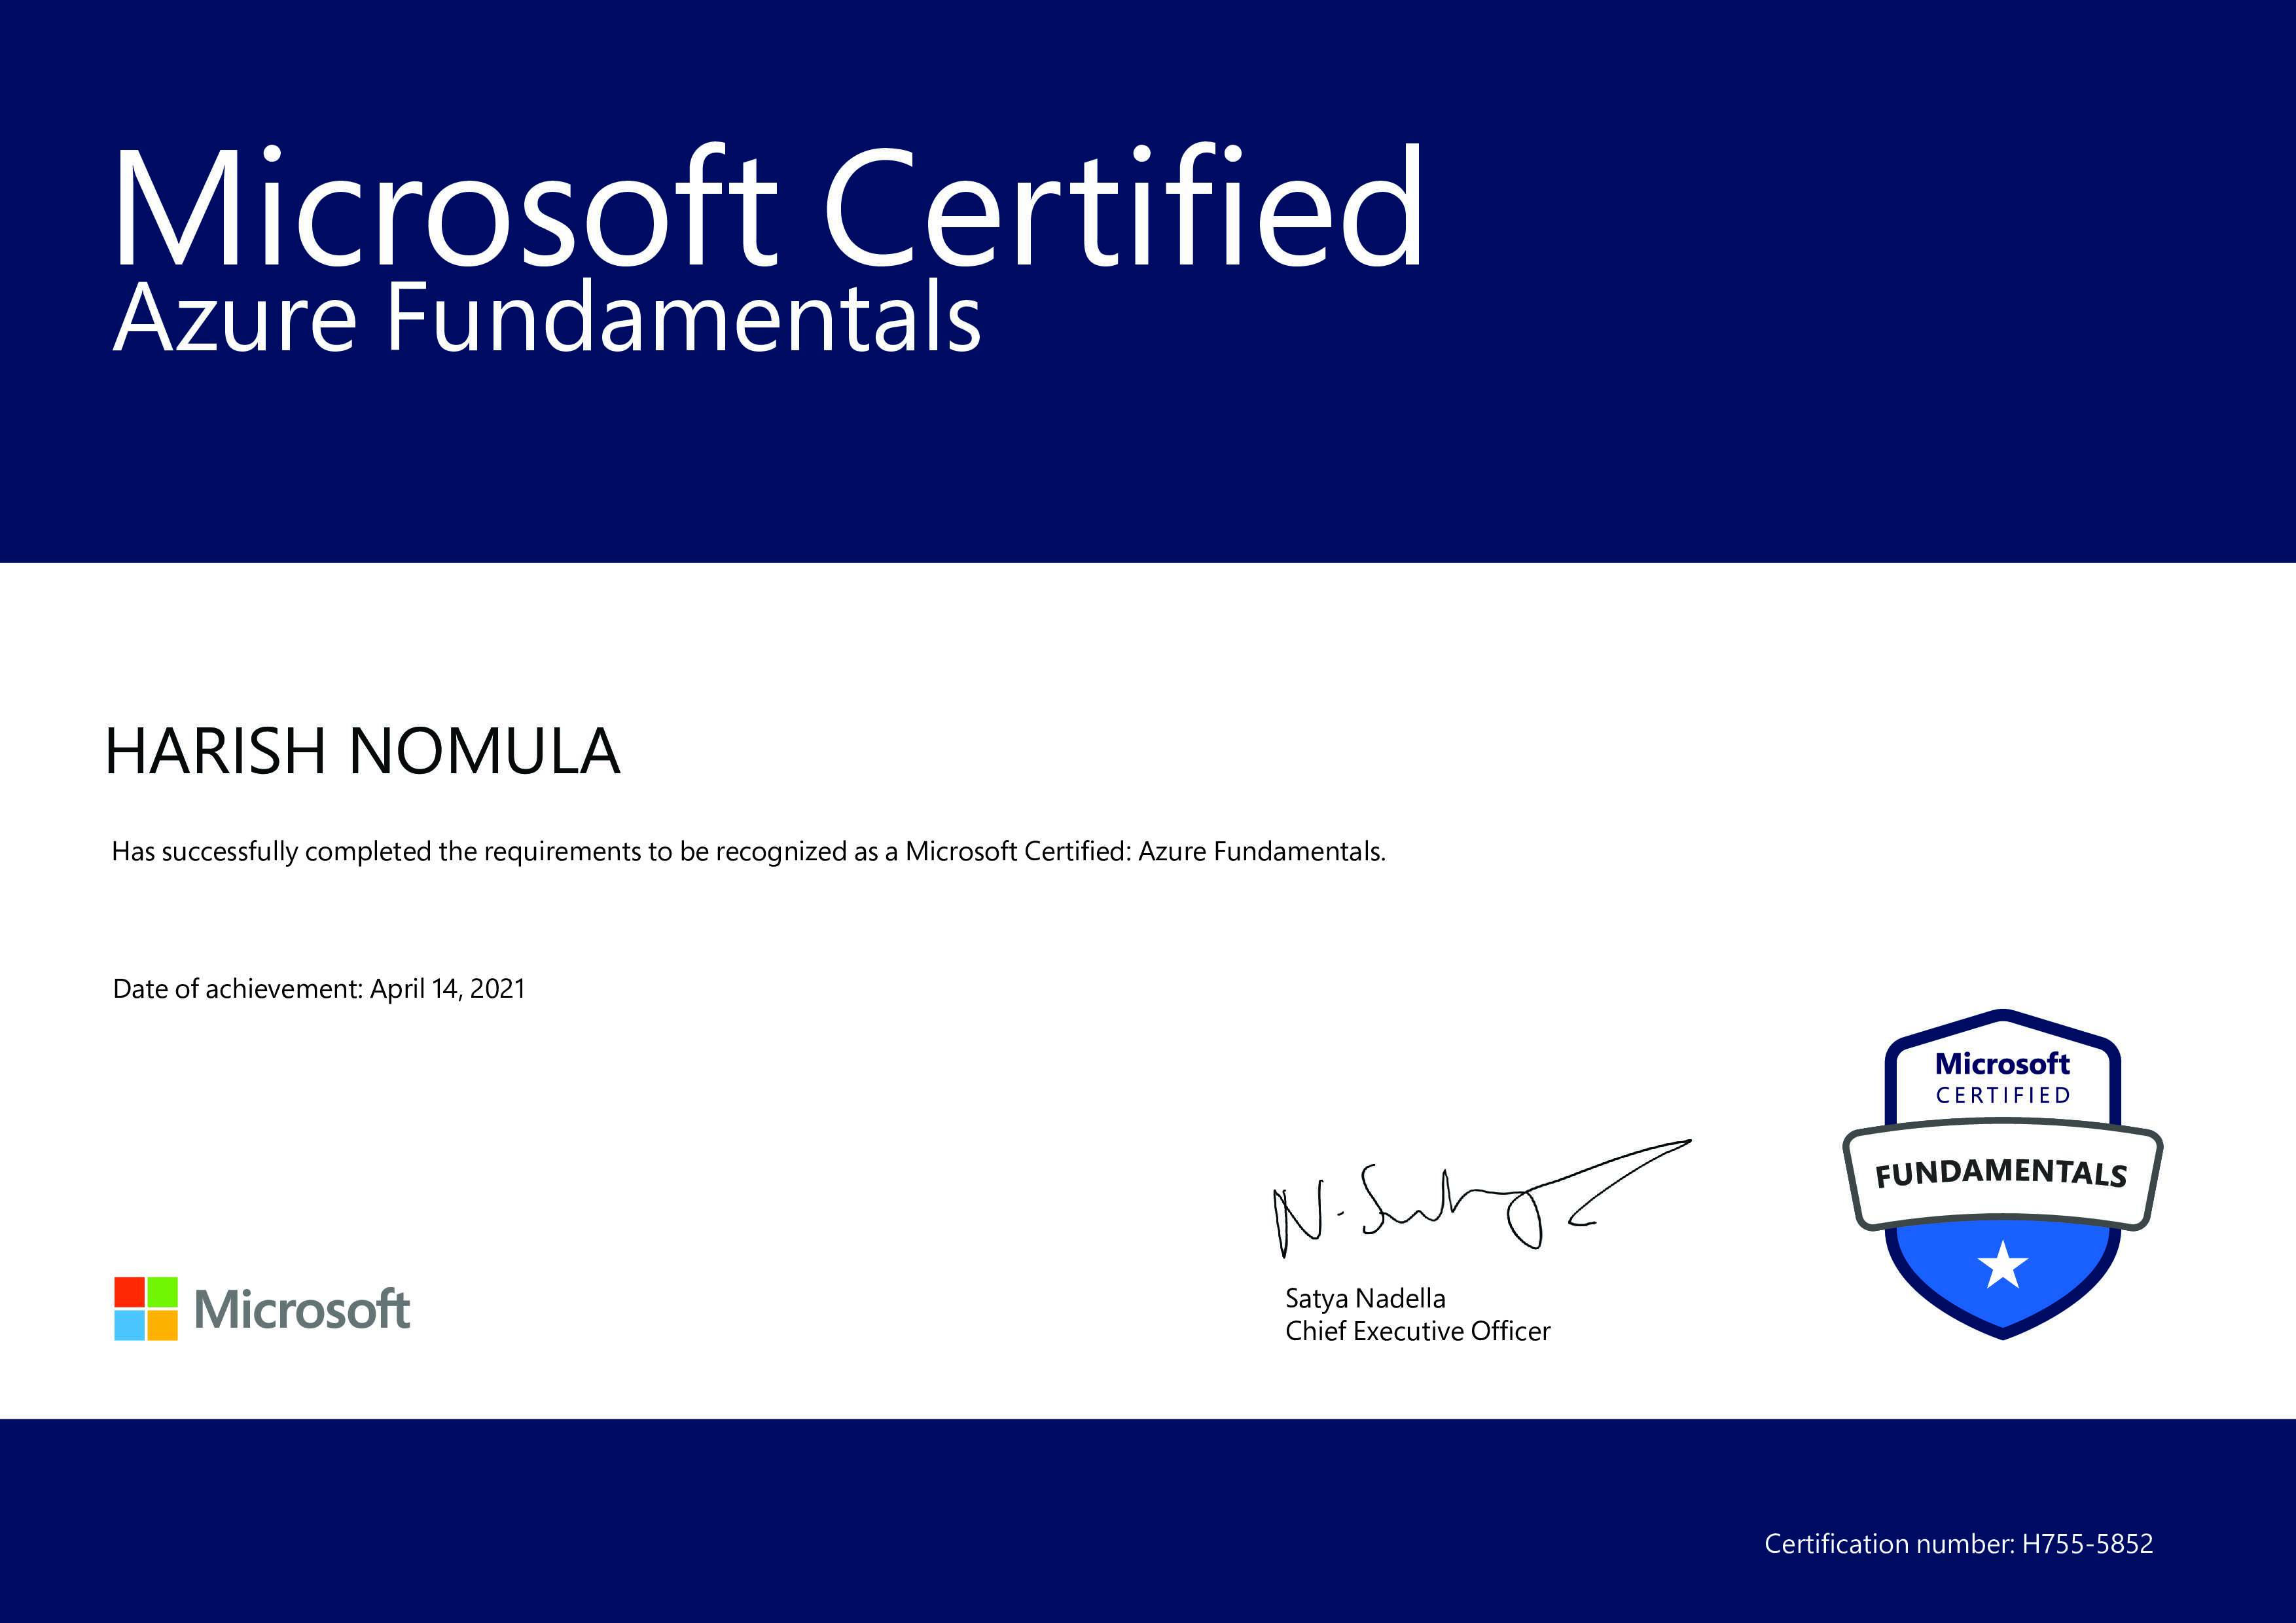 Microsoft Certified
Azure Fundamentals
HARISH NOMULA
Has successfully completed the requirements to be recognized as a Microsoft Certified: Azure Fundamentals.
Date of achievement: April 14, 2021
Microsoft
CERTIFIED
FUNDAMENTALS
Microsoft
Satya Nadella
Chief Executive Officer
Certification number: H755-5852